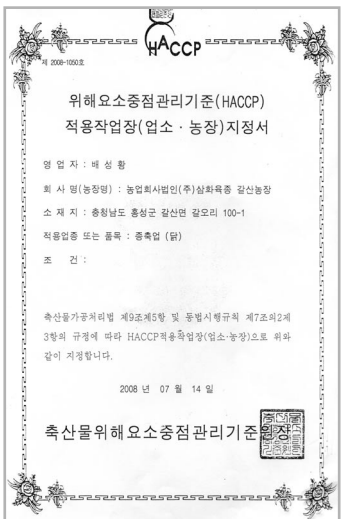 HACCP
제 2008-1050호
위해요소중점관리기준(HACCP)
적용작업장(업소 · 농장)지정서
영 업 자 : 배 성 황
회 사 명(농장명) : 농업회사법인(주)삼화육종 갈산농장
소 재 지 : 충청남도 홍성군 갈산면 갈오리 100-1
적용업종 또는 품목 : 종축업 (닭)
조 건 :
축산물가공처리법 제9조제5항 및 동법시행규칙 제7조의2제
3항의 규정에 따라 HACCP적용작업장(업소·농장)으로 위와
같이 지정합니다.
2008 년 07 월 14 일
축산물위해요소중점관리기준원장